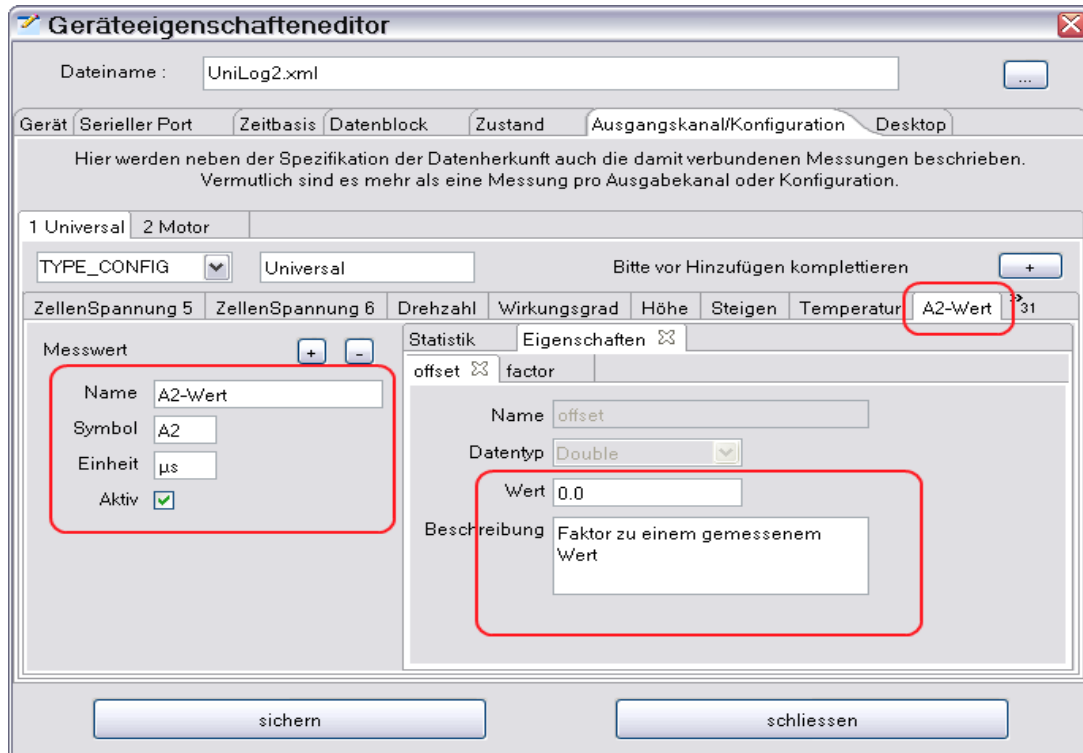 Geräteeigenschafteneditor
Dateiname : UniLog2.xml ...
Gerät Serieller Port Zeitbasis Datenblock Zustand Ausgangskanal/Konfiguration Desktop
Hier werden neben der Spezifikation der Datenherkunft auch die damit verbundenen Messungen beschrieben.
Vermutlich sind es mehr als eine Messung pro Ausgabekanal oder Konfiguration.
1 Universal 2 Motor
TYPE_CONFIG Universal Bitte vor Hinzufügen komplettieren +
ZellenSpannung 5 ZellenSpannung 6 Drehzahl Wirkungsgrad Höhe Steigen Temperatur A2-Wert »31
Messwert + -
Name A2-Wert
Symbol A2
Einheit µs
Aktiv
Statistik Eigenschaften
offset factor
Name offset
Datentyp Double
Wert 0.0
Beschreibung Faktor zu einem gemessenem
Wert
sichern schliessen